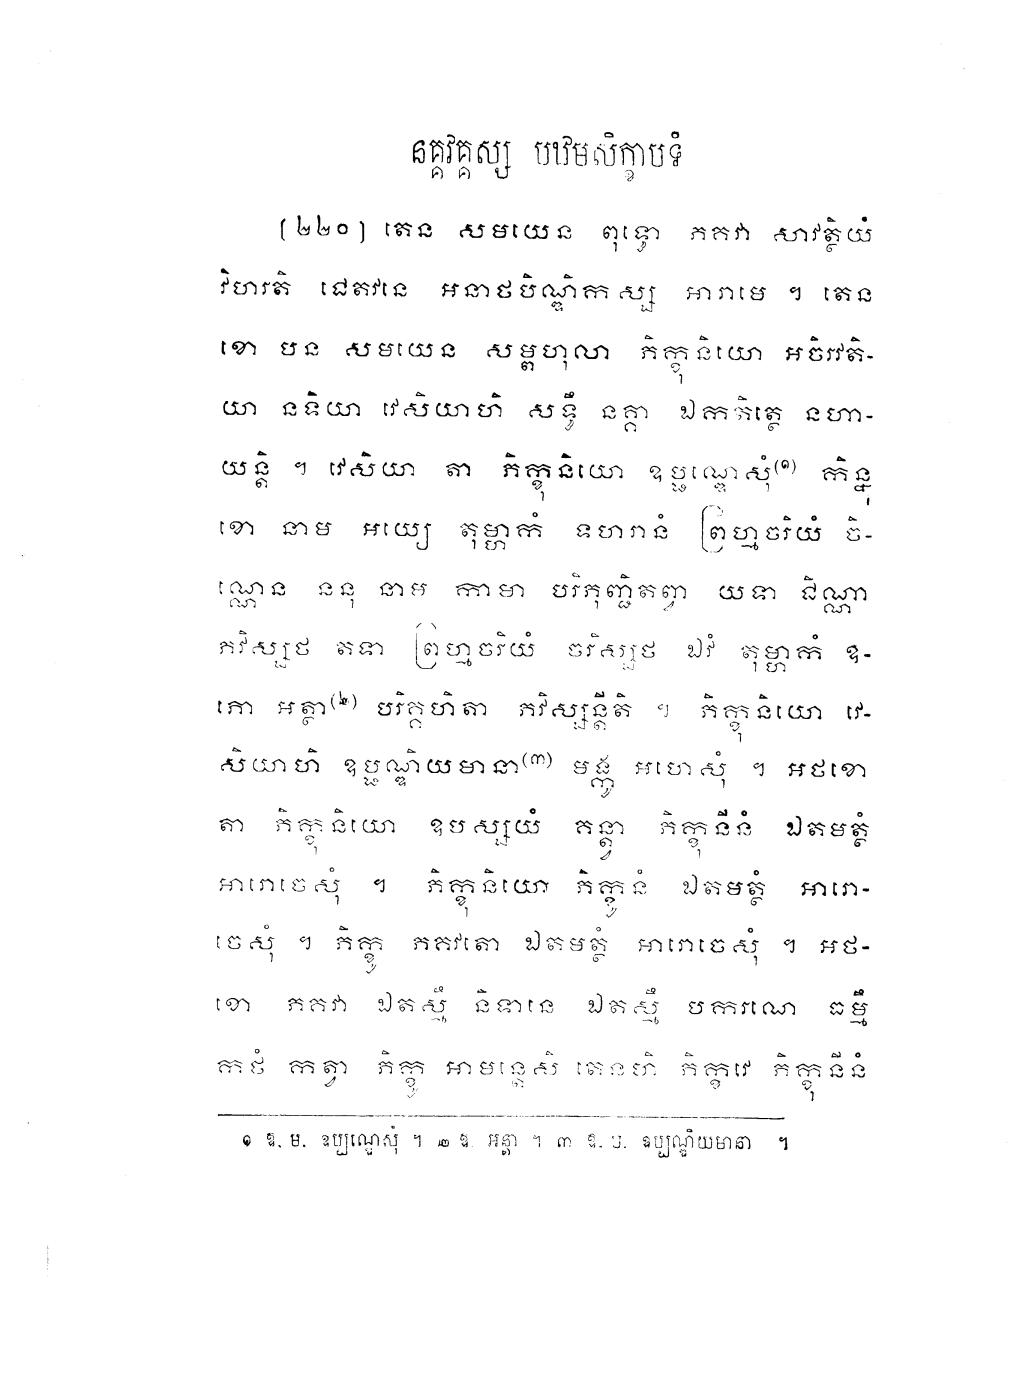 នគ្គវគ្គស្ស បឋមសិក្ខាបទំ
(២២០) តេន សមយេន ពុទ្ធោ ភគវា សាវត្ថិយំ
វិហរតិ ជេតវនេ អនាថបិណ្ឌិកស្ស អារាមេ ។ តេន
ខោ បន សមយេន សម្ពហុលា ភិក្ខុនិយោ អចិរវតិ-
យា នទិយា វេសិយាហិ សទ្ធឹ នគ្គា ឯកតិត្ថេ នហា-
យន្តិ ។ វេសិយា តា ភិក្ខុនិយោ ឧប្ផណ្ឌេសុំ(១) កិន្នុ
ខោ នាម អយ្យេ តុម្ហាកំ ទហរានំ ព្រហ្មចរិយំ ចិ-
ណ្ណេន ននុ នាម កាមា បរិភុញ្ជិតព្វា យទា ជិណ្ណា
ភវិស្សថ តទា ព្រហ្មចរិយំ ចរិស្សថ ឯវំ តុម្ហាកំ ឧ-
ភោ អត្ថា(២) បរិគ្គហិតា ភវិស្សន្តីតិ ។ ភិក្ខុនិយោ វេ-
សិយាហិ ឧប្ផណ្ឌិយមានា(៣) មង្កូ អហេសុំ ។ អថខោ
តា ភិក្ខុនិយោ ឧបស្សយំ គន្ត្វា ភិក្ខុនីនំ ឯតមត្ថំ
អារោចេសុំ ។ ភិក្ខុនិយោ ភិក្ខូនំ ឯតមត្ថំ អារោ-
ចេសុំ ។ ភិក្ខូ ភគវតោ ឯតមត្ថំ អារោចេសុំ ។ អថ-
ខោ ភគវា ឯតស្មឹ និទានេ ឯតស្មឹ បករណេ ធម្មឹ
កថំ កត្វា ភិក្ខូ អាមន្តេសិ តេនហិ ភិក្ខវេ ភិក្ខុនីនំ
១ ឱ. ម. ឧប្បណ្ឌេសុំ ។ ២ ឱ. អន្តា ។ ៣ ឱ. ប. ឧប្បណ្ឌិយមានា ។